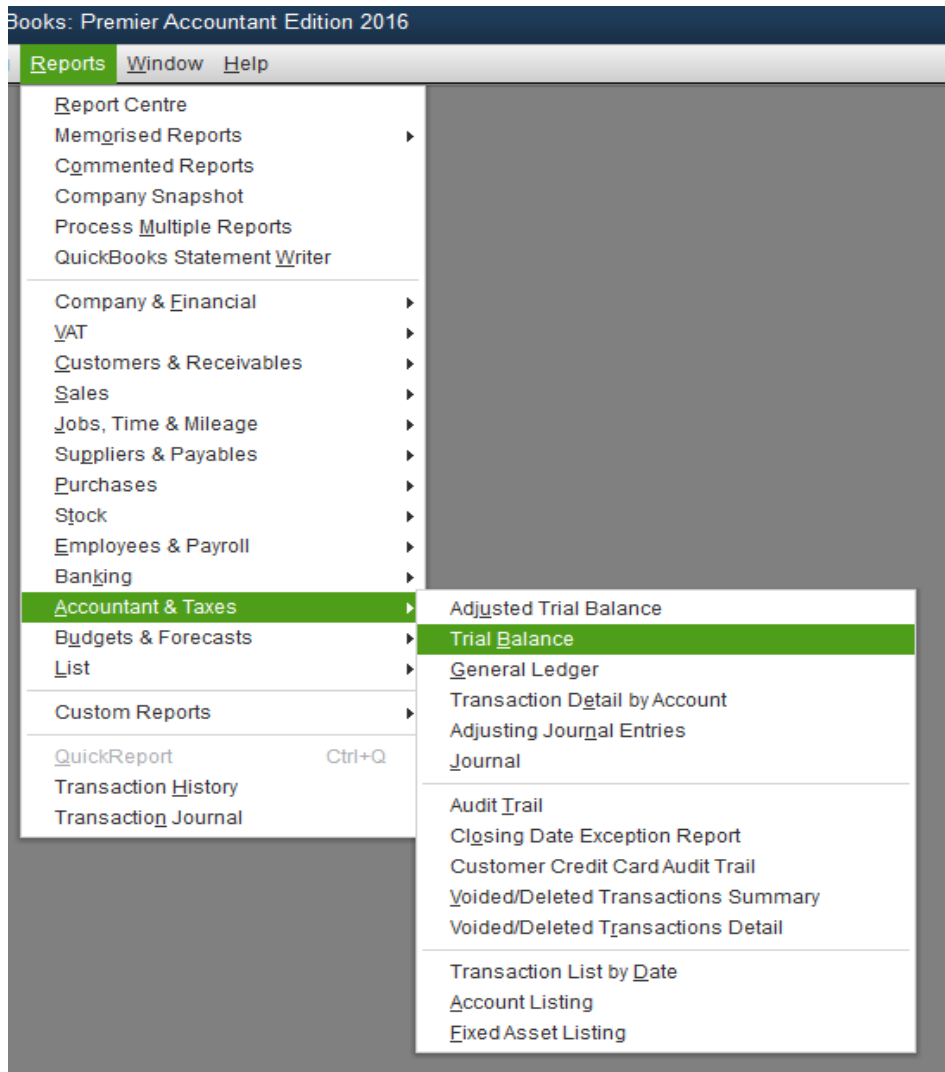 Books: Premier Accountant Edition 2016
Reports Window Help
Report Centre
Memorised Reports
Commented Reports
Company Snapshot
Process Multiple Reports
QuickBooks Statement Writer
Company & Financial
VAT
Customers & Receivables
Sales
Jobs, Time & Mileage
Suppliers & Payables
Purchases
Stock
Employees & Payroll
Banking
Accountant & Taxes
Budgets & Forecasts
List
Custom Reports
QuickReport Ctrl+Q
Transaction History
Transaction Journal
Adjusted Trial Balance
Trial Balance
General Ledger
Transaction Detail by Account
Adjusting Journal Entries
Journal
Audit Trail
Closing Date Exception Report
Customer Credit Card Audit Trail
Voided/Deleted Transactions Summary
Voided/Deleted Transactions Detail
Transaction List by Date
Account Listing
Fixed Asset Listing